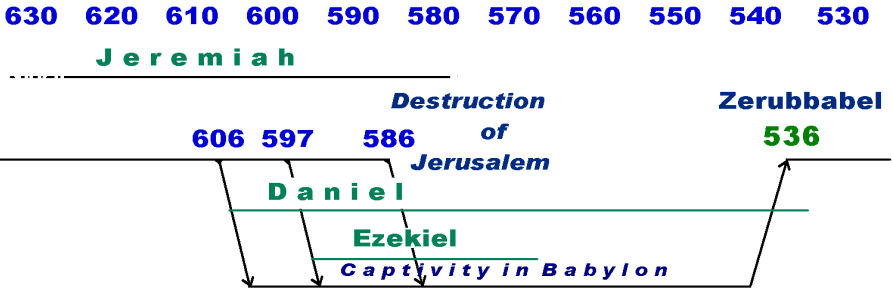 630 620 610 600 590 580 570 560 550 540 530
Jeremiah
Destruction
of
Jerusalem
Zerubbabel
536
606 597 586
Daniel
Ezekiel
Captivity in Babylon